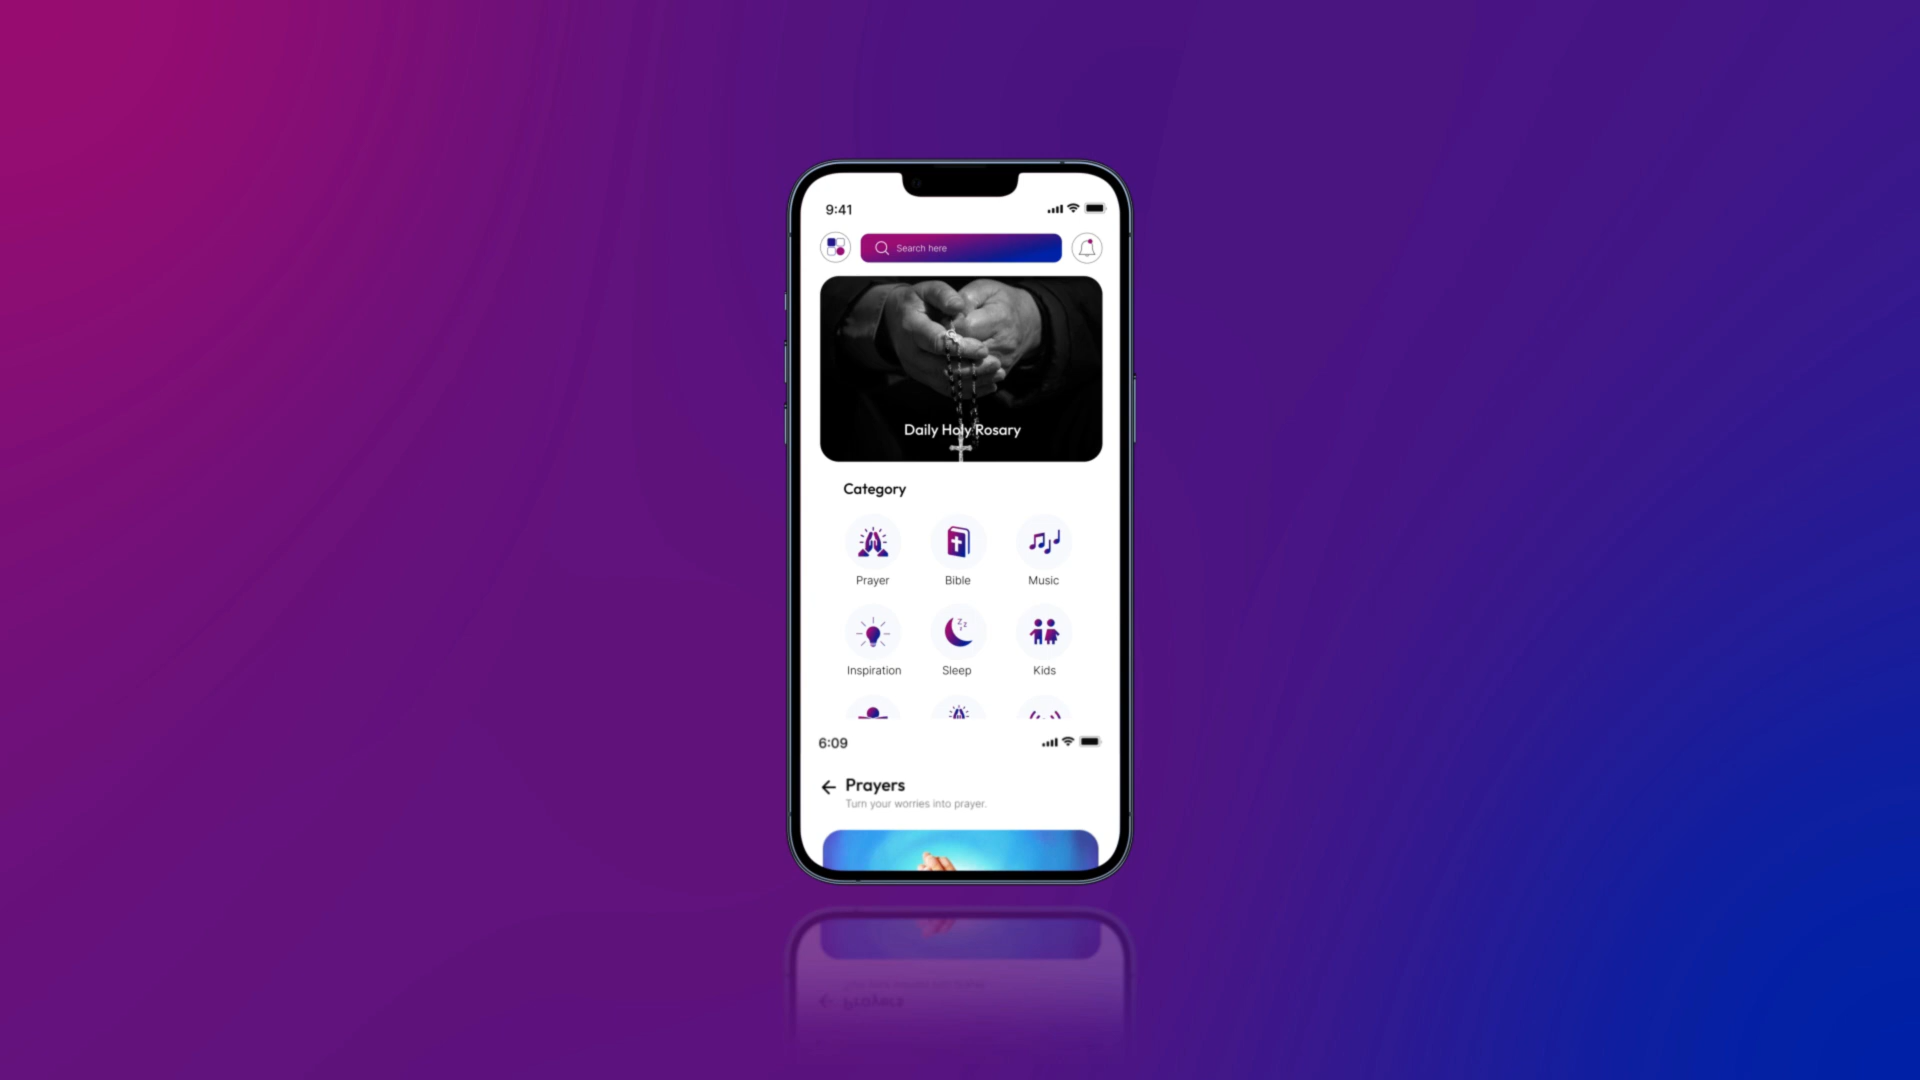 9:41
Search here
Daily Holy Rosary
Category
Prayer Bible Music
Inspiration Sleep Kids
6:09
Prayers
Turn your worries into prayer.
Prayers